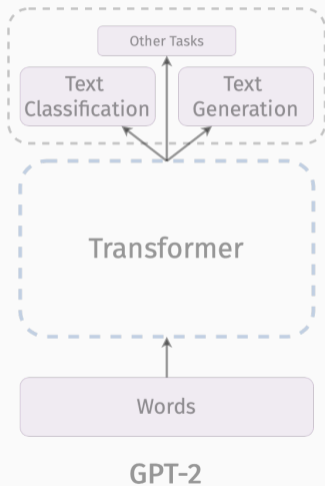 Other Tasks
Text
Classification
Text
Generation
Transformer
Words
GPT-2